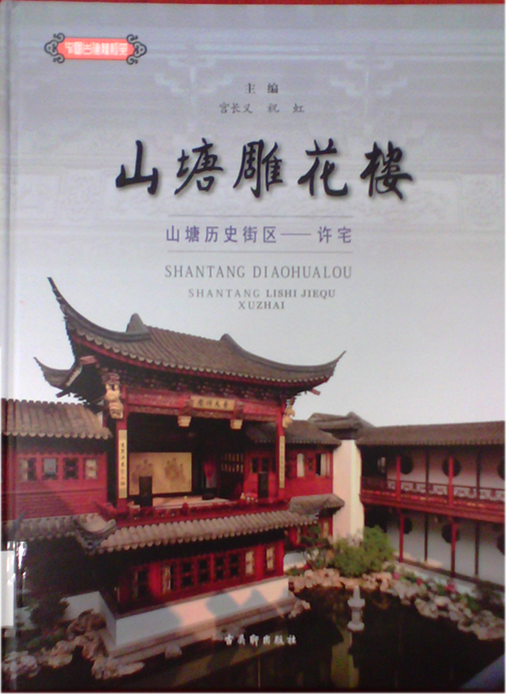 主 编
宫长义 祝 虹
山塘雕花楼
山塘历史街区——许宅
SHANTANG DIAOHUALOU
SHANTANG LISHI JIEQU
XUZHAI
古吴轩出版社